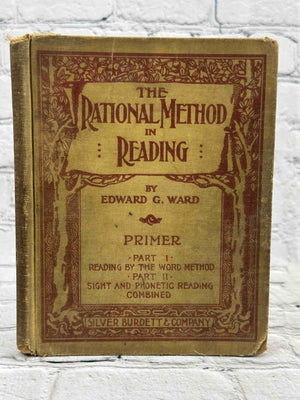 THE
RATIONAL METHOD
IN
READING
BY
EDWARD G. WARD
PRIMER
· PART I ·
READING BY THE WORD METHOD
· PART II ·
SIGHT AND PHONETIC READING
COMBINED
SILVER BURDETT & COMPANY